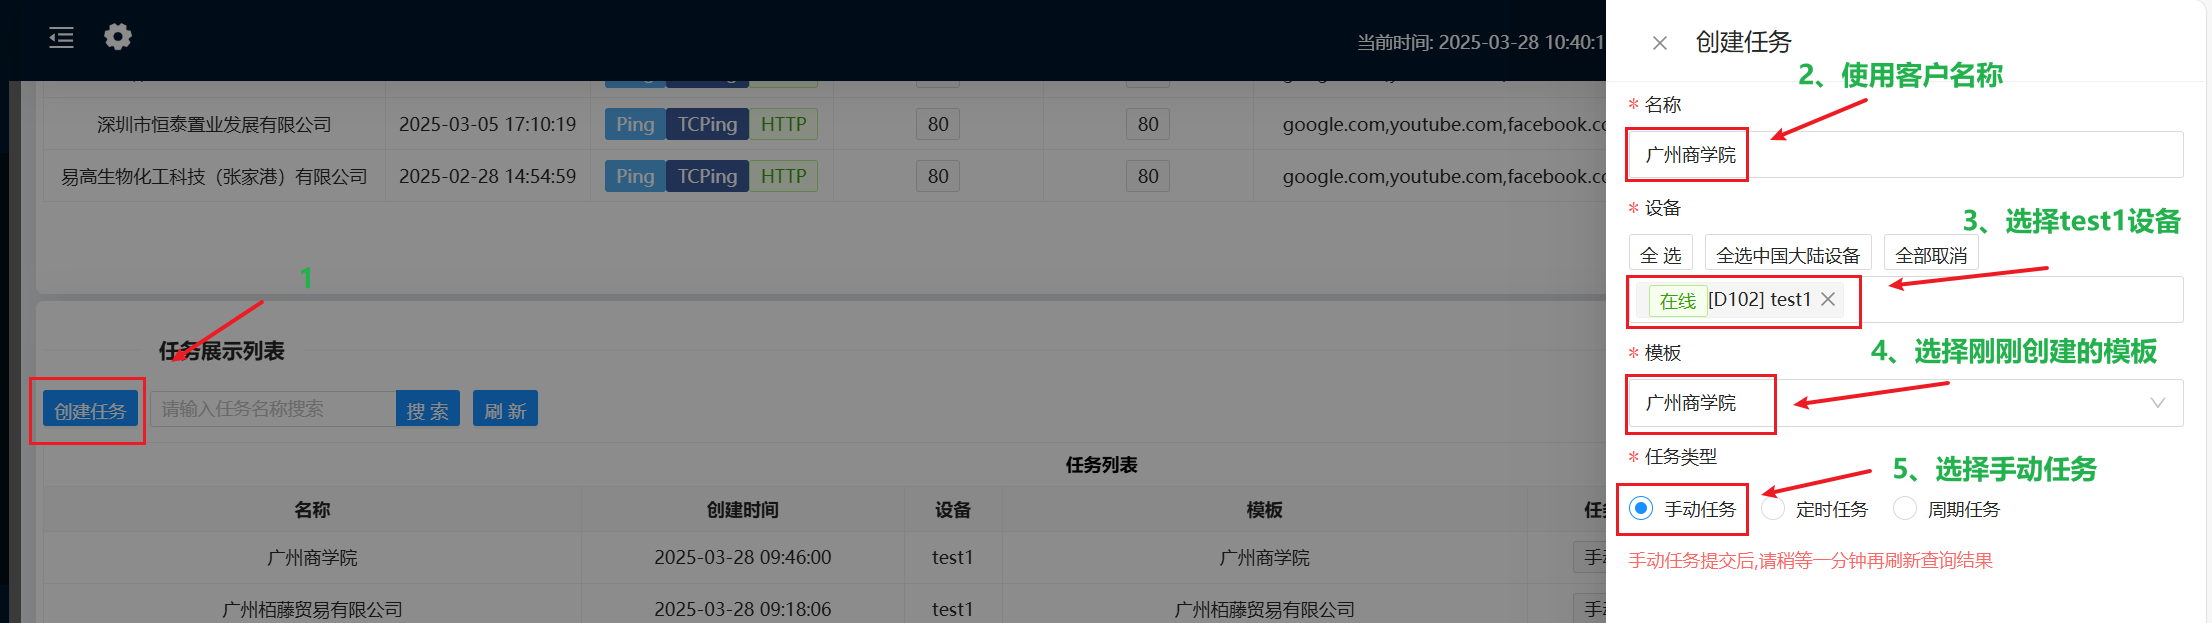 当前时间: 2025-03-28 10:40:1
深圳市恒泰置业发展有限公司 2025-03-05 17:10:19 Ping TCPing HTTP 80 80 google.com,youtube.com,facebook.cc
易高生物化工科技（张家港）有限公司 2025-02-28 14:54:59 Ping TCPing HTTP 80 80 google.com,youtube.com,facebook.cc
1
任务展示列表
创建任务 请输入任务名称搜索 搜 索 刷 新
任务列表
名称 创建时间 设备 模板
广州商学院 2025-03-28 09:46:00 test1 广州商学院
广州栢藤贸易有限公司 2025-03-28 09:18:06 test1 广州栢藤贸易有限公司
创建任务
2、使用客户名称
* 名称
广州商学院
* 设备
3、选择test1设备
全 选 全选中国大陆设备 全部取消
在线 [D102] test1
* 模板
4、选择刚刚创建的模板
广州商学院
* 任务类型
5、选择手动任务
手动任务 定时任务 周期任务
手动任务提交后,请稍等一分钟再刷新查询结果